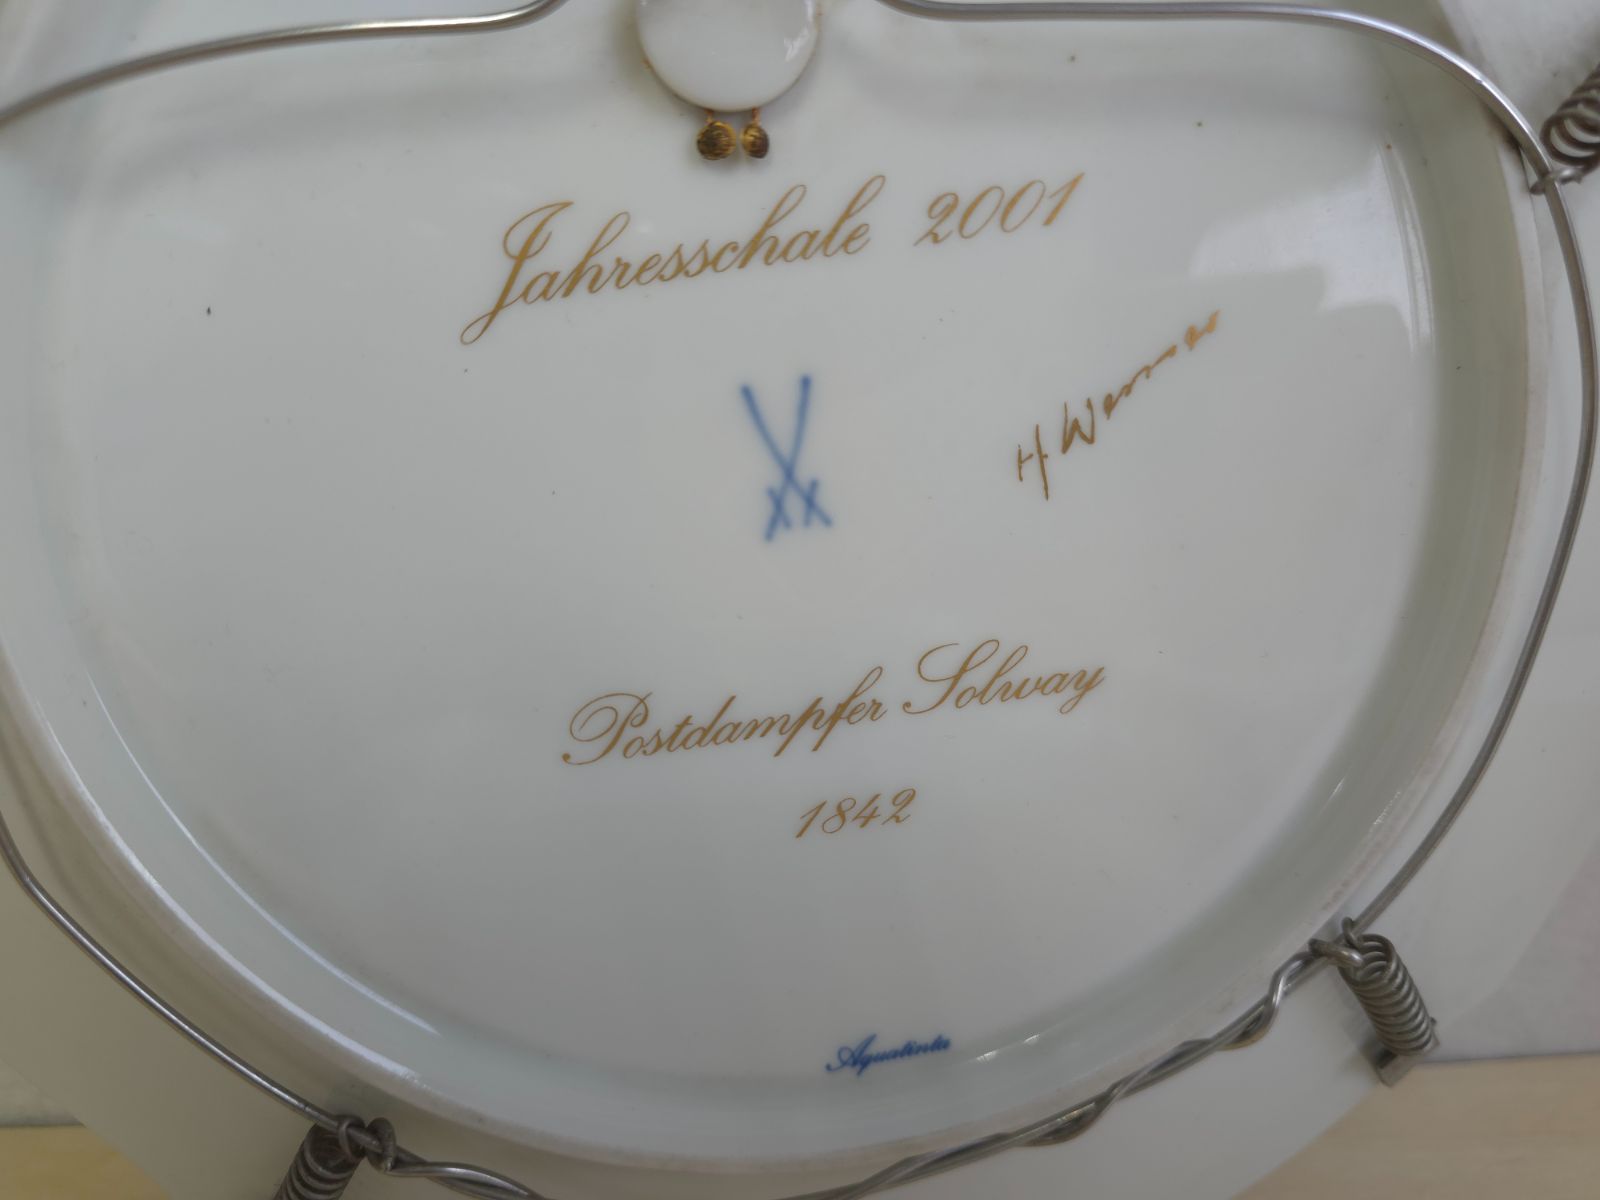 Jahresschale 2001
H Werner
Postdampfer Solway
1842
Aquatinta